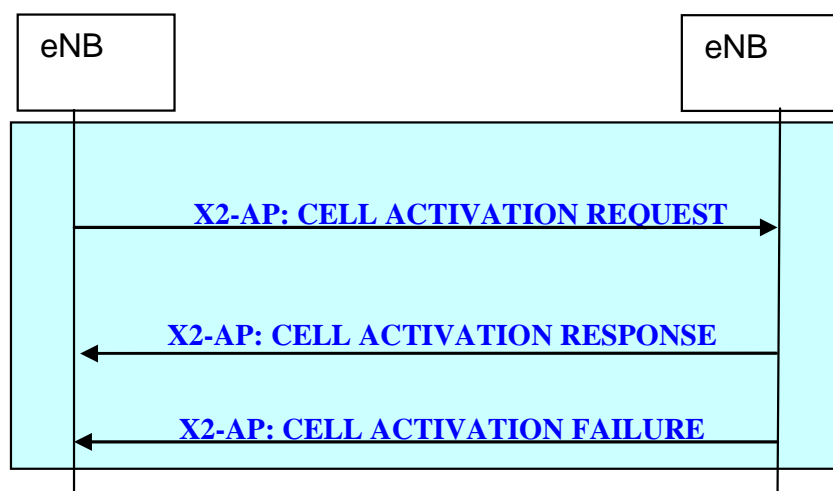 eNB
eNB
X2-AP: CELL ACTIVATION REQUEST
X2-AP: CELL ACTIVATION RESPONSE
X2-AP: CELL ACTIVATION FAILURE